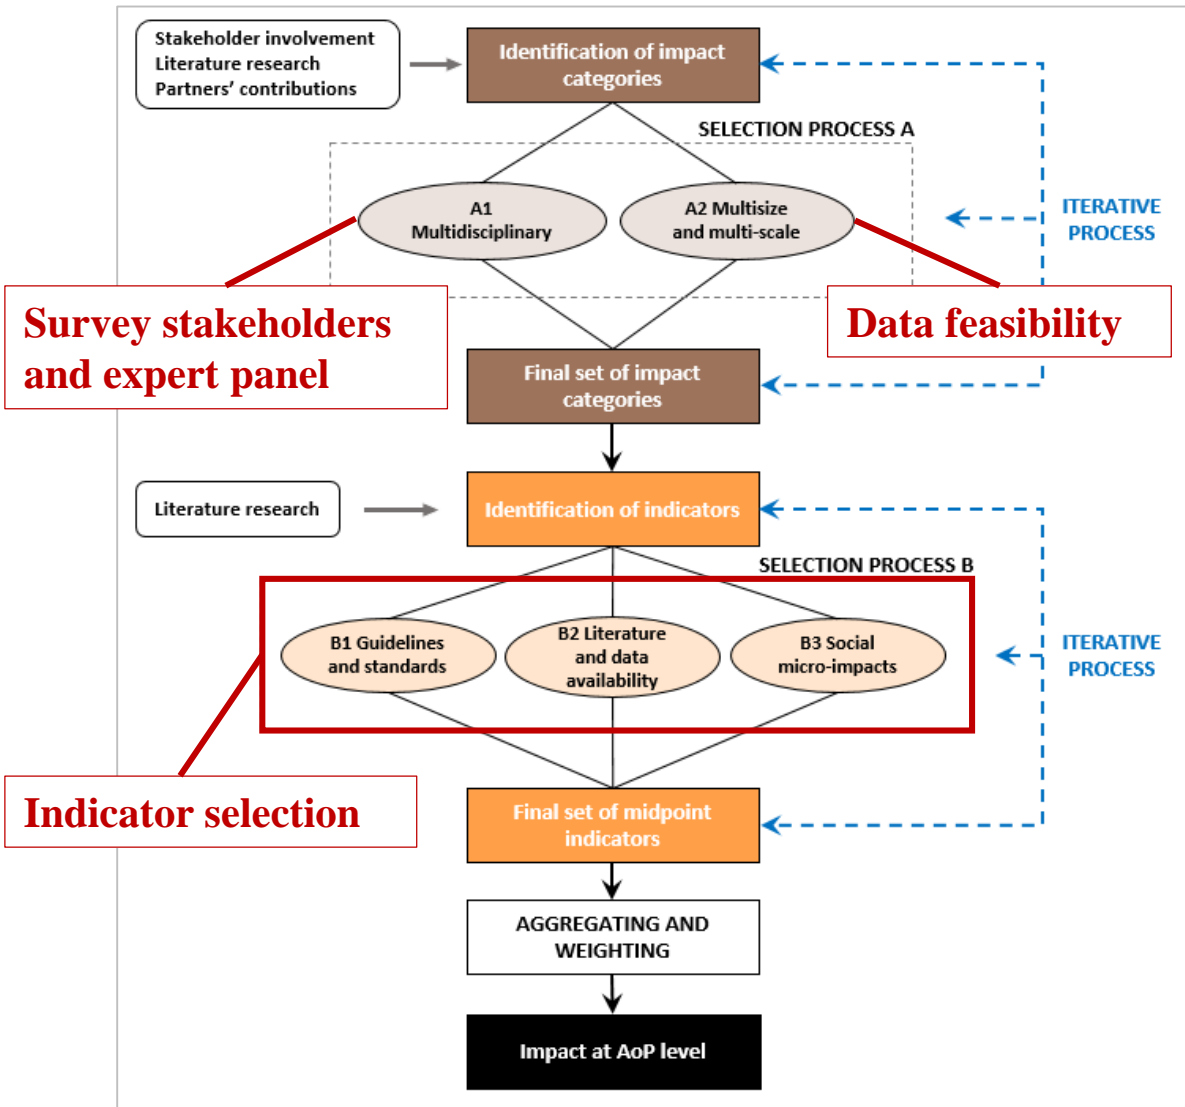 Stakeholder involvement
Literature research
Partners' contributions
Identification of impact
categories
SELECTION PROCESS A
A1
Multidisciplinary
A2 Multisize
and multi-scale
ITERATIVE
PROCESS
Survey stakeholders
and expert panel
Data feasibility
Final set of impact
categories
Literature research
Identification of indicators
SELECTION PROCESS B
B1 Guidelines
and standards
B2 Literature
and data
availability
B3 Social
micro-impacts
ITERATIVE
PROCESS
Indicator selection
Final set of midpoint
indicators
AGGREGATING AND
WEIGHTING
Impact at AoP level